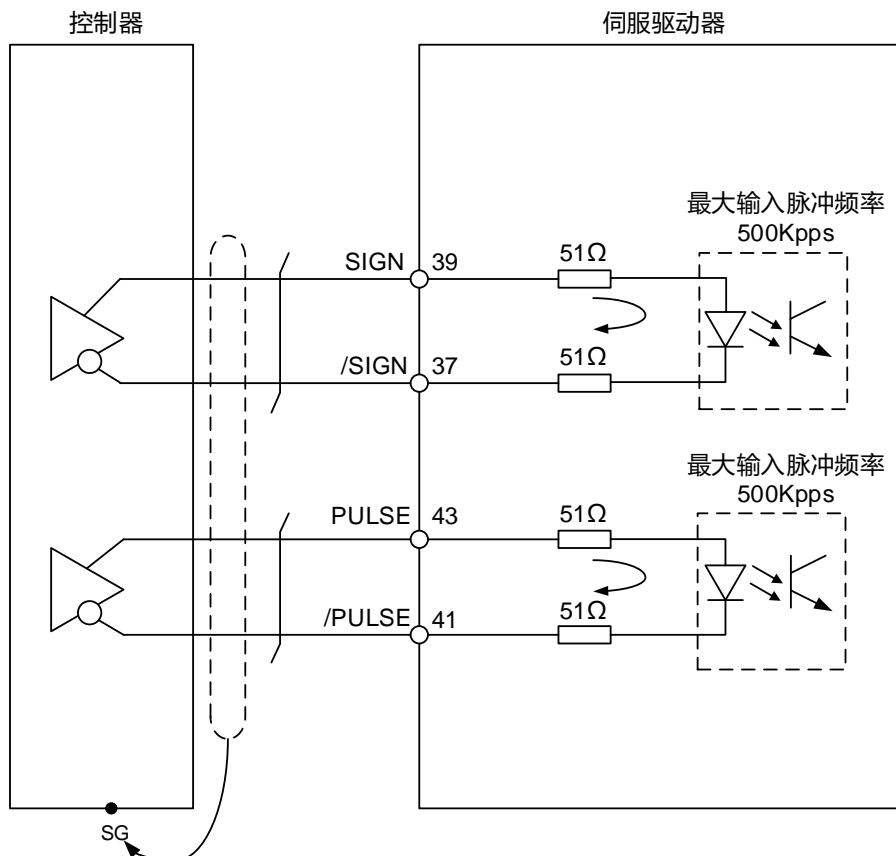 控制器
伺服驱动器
最大输入脉冲频率
500Kpps
SIGN
39
51Ω
/SIGN
37
51Ω
最大输入脉冲频率
500Kpps
PULSE
43
51Ω
/PULSE
41
51Ω
SG